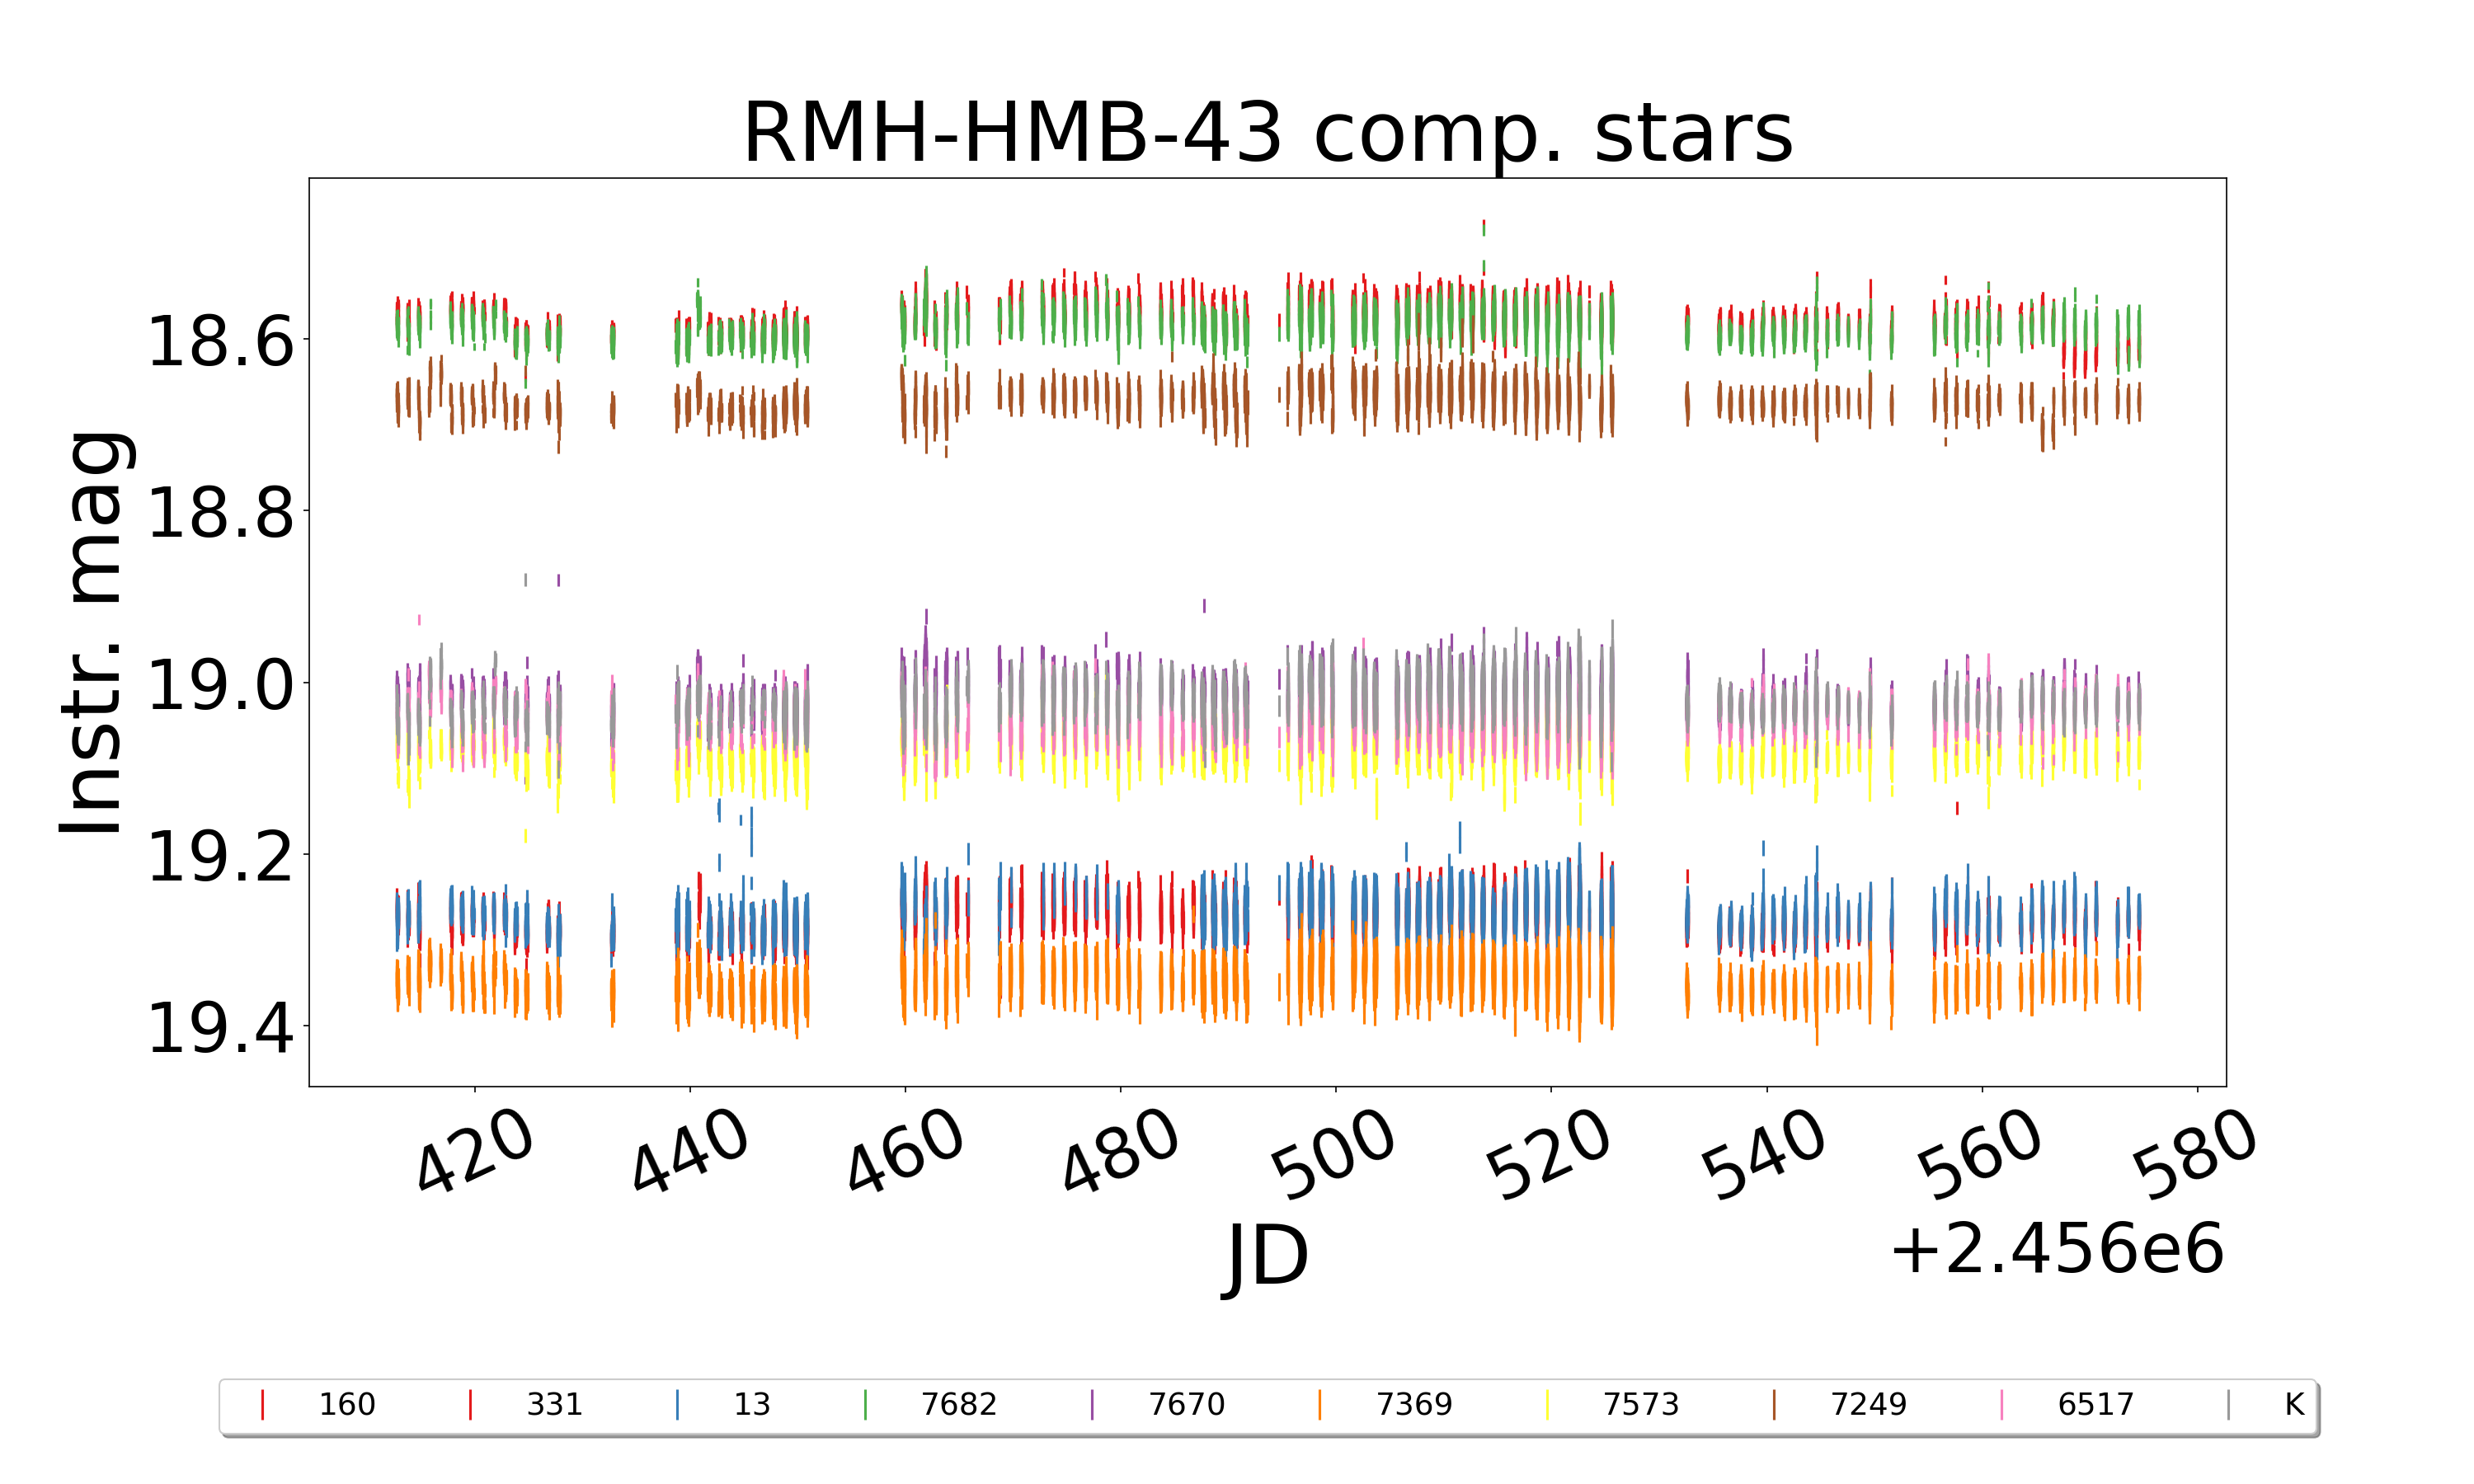 RMH-HMB-43 comp. stars
Instr. mag
18.6
18.8
19.0
19.2
19.4
420 440 460 480 500 520 540 560 580
JD
+2.456e6
160 331 13 7682 7670 7369 7573 7249 6517 K